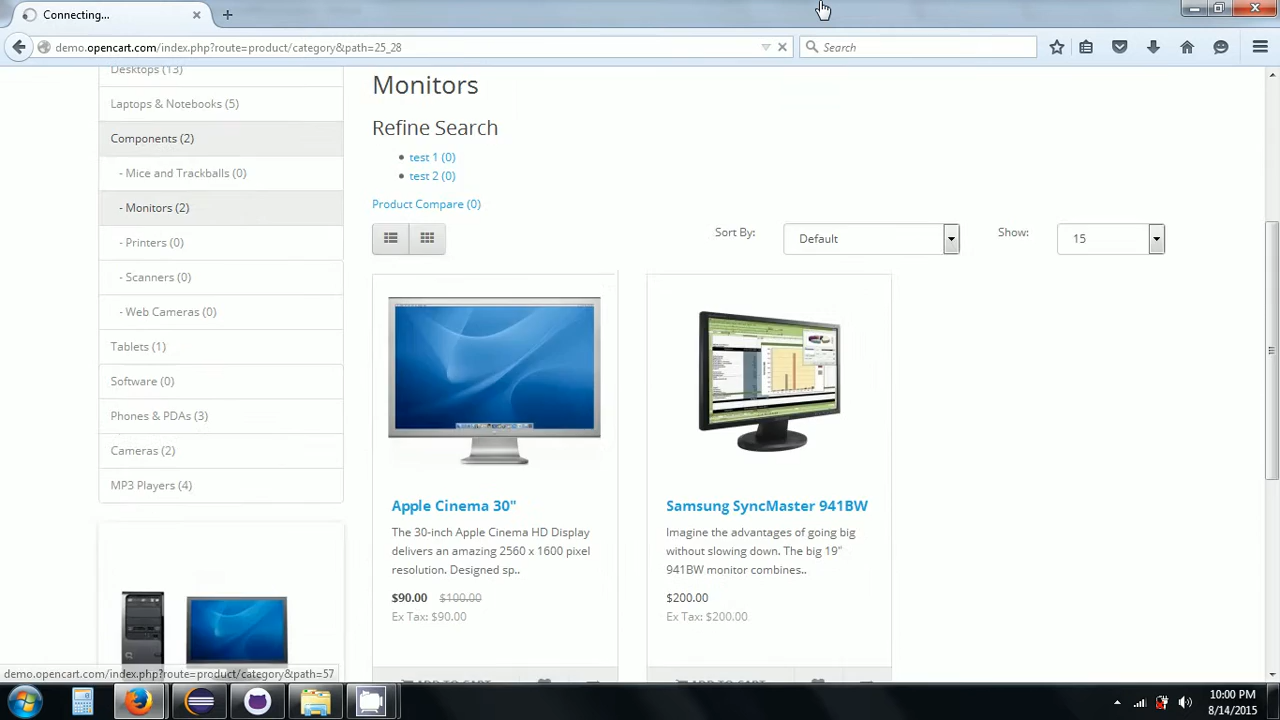 Connecting...
demo.opencart.com/index.php?route=product/category&path=25_28
Search
Desktops (13)
Laptops & Notebooks (5)
Components (2)
- Mice and Trackballs (0)
- Monitors (2)
- Printers (0)
- Scanners (0)
- Web Cameras (0)
Tablets (1)
Software (0)
Phones & PDAs (3)
Cameras (2)
MP3 Players (4)
Monitors
Refine Search
test 1 (0)
test 2 (0)
Product Compare (0)
Sort By:
Default
Show:
15
Apple Cinema 30"
The 30-inch Apple Cinema HD Display
delivers an amazing 2560 x 1600 pixel
resolution. Designed sp..
$90.00 $100.00
Ex Tax: $90.00
Samsung SyncMaster 941BW
Imagine the advantages of going big
without slowing down. The big 19"
941BW monitor combines..
$200.00
Ex Tax: $200.00
ADD TO CART
ADD TO CART
demo.opencart.com/index.php?route=product/category&path=57
10:00 PM
8/14/2015